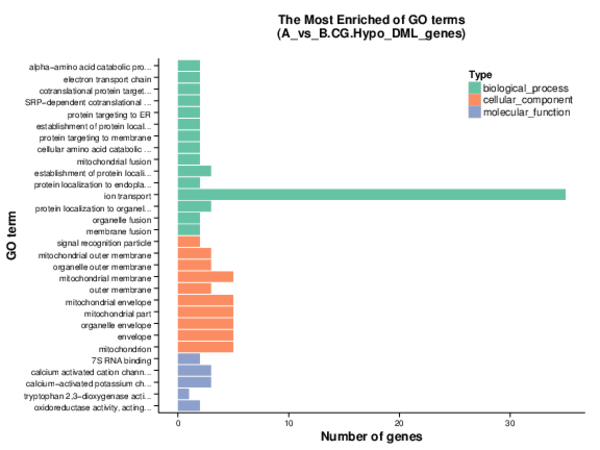 The Most Enriched of GO terms
(A_vs_B.CG.Hypo_DML_genes)
Type
biological_process
cellular_component
molecular_function
GO term
alpha−amino acid catabolic pro...
electron transport chain
cotranslational protein target...
SRP−dependent cotranslational ...
protein targeting to ER
establishment of protein local...
protein targeting to membrane
cellular amino acid catabolic ...
mitochondrial fusion
establishment of protein locali...
protein localization to endopla...
ion transport
protein localization to organel...
organelle fusion
membrane fusion
signal recognition particle
mitochondrial outer membrane
organelle outer membrane
mitochondrial membrane
outer membrane
mitochondrial envelope
mitochondrial part
organelle envelope
envelope
mitochondrion
7S RNA binding
calcium activated cation chann...
calcium−activated potassium ch...
tryptophan 2,3−dioxygenase acti...
oxidoreductase activity, acting...
0 10 20 30
Number of genes